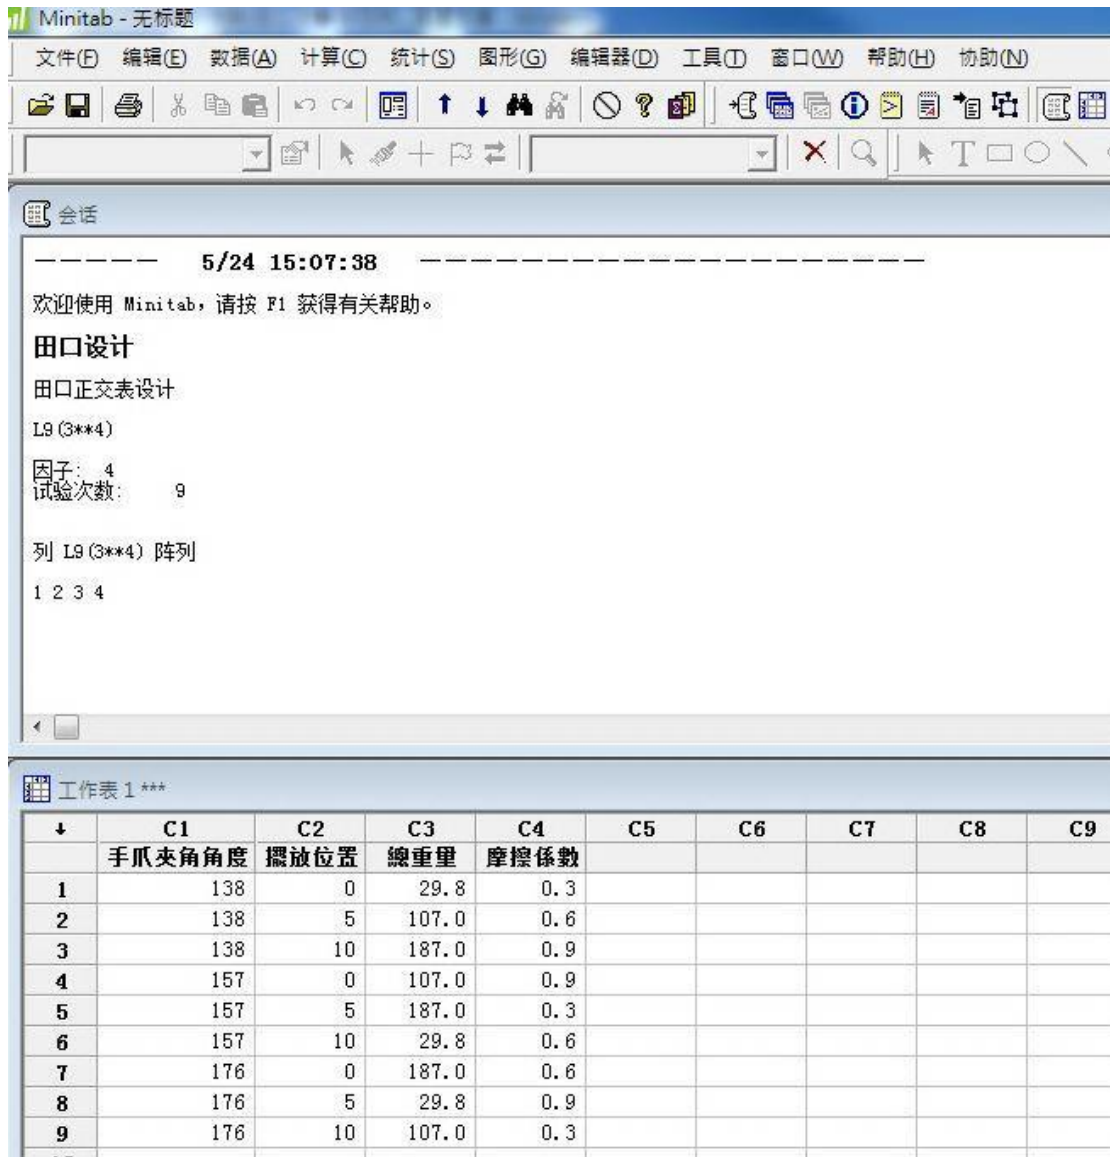 Minitab - 无标题
文件(F) 编辑(E) 数据(A) 计算(C) 统计(S) 图形(G) 编辑器(D) 工具(T) 窗口(W) 帮助(H) 协助(N)
会话
————— 5/24 15:07:38 ————————————————————
欢迎使用 Minitab，请按 F1 获得有关帮助。
田口设计
田口正交表设计
L9(3**4)
因子: 4
试验次数: 9
列 L9(3**4) 阵列
1 2 3 4
工作表 1 ***
C1 C2 C3 C4 C5 C6 C7 C8 C9
手爪夹角角度 擺放位置 總重量 摩擦係數
1 138 0 29.8 0.3
2 138 5 107.0 0.6
3 138 10 187.0 0.9
4 157 0 107.0 0.9
5 157 5 187.0 0.3
6 157 10 29.8 0.6
7 176 0 187.0 0.6
8 176 5 29.8 0.9
9 176 10 107.0 0.3